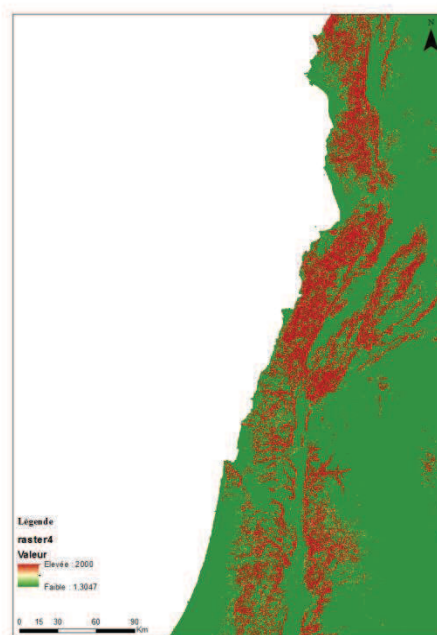 N
Légende
raster4
Valeur
Elevée : 2000
Faible : 1.3047
0 15 30 60 90
Km